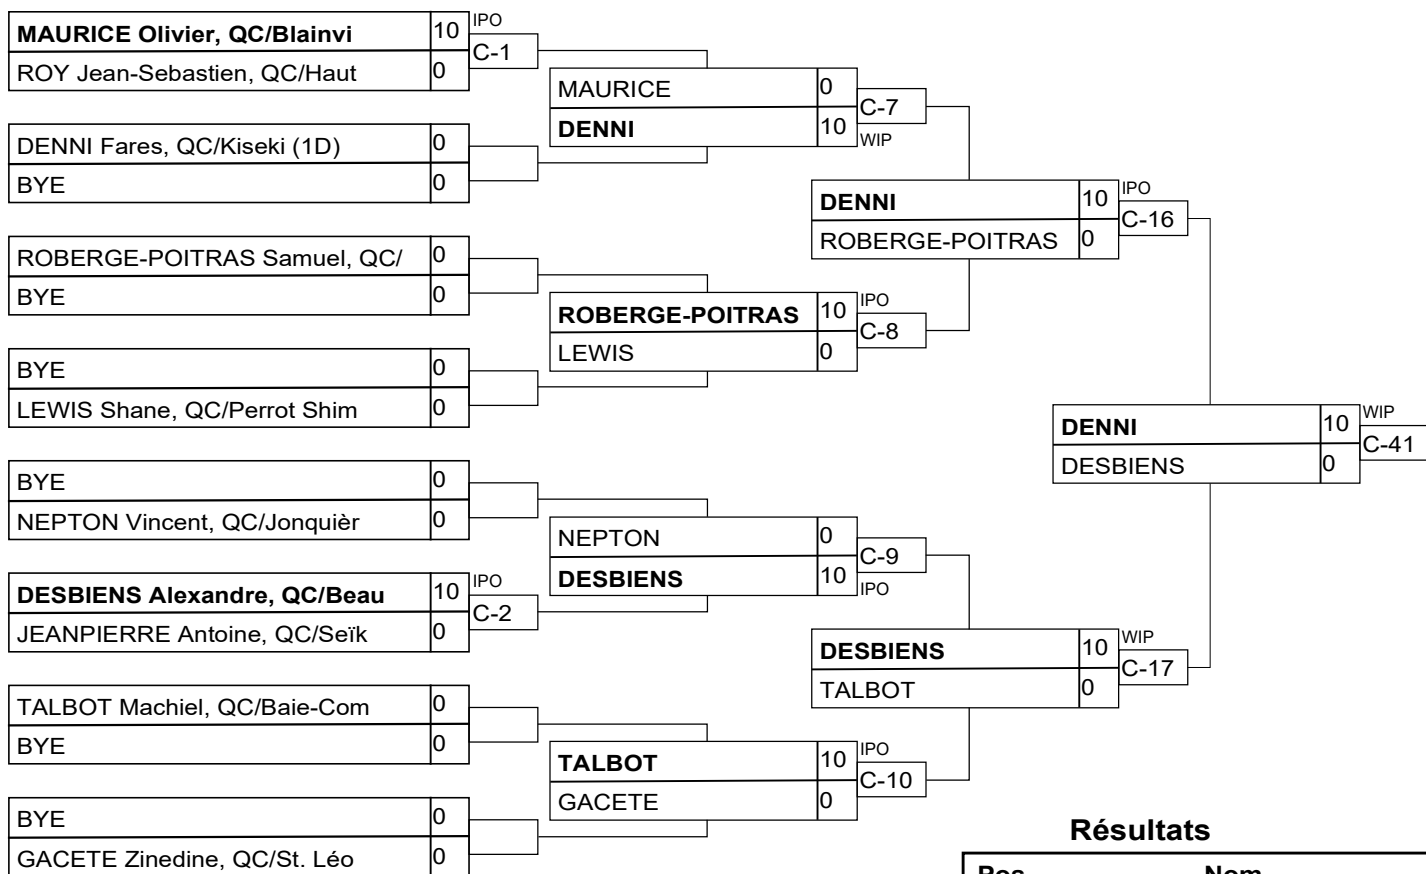 MAURICE Olivier, QC/Blainvi 10 IPO
ROY Jean-Sebastien, QC/Haut 0 C-1
DENNI Fares, QC/Kiseki (1D) 0
BYE 0
ROBERGE-POITRAS Samuel, QC/ 0
BYE 0
BYE 0
LEWIS Shane, QC/Perrot Shim 0
BYE 0
NEPTON Vincent, QC/Jonquièr 0
DESBIENS Alexandre, QC/Beau 10 IPO
JEANPIERRE Antoine, QC/Seïk 0 C-2
TALBOT Machiel, QC/Baie-Com 0
BYE 0
BYE 0
GACETE Zinedine, QC/St. Léo 0
MAURICE 0 C-7
DENNI 10 WIP
ROBERGE-POITRAS 10 IPO
LEWIS 0 C-8
NEPTON 0 C-9
DESBIENS 10 IPO
TALBOT 10 IPO
GACETE 0 C-10
DENNI 10 IPO
ROBERGE-POITRAS 0 C-16
DESBIENS 10 WIP
TALBOT 0 C-17
DENNI 10 WIP
DESBIENS 0 C-41
Résultats
Pos Nom